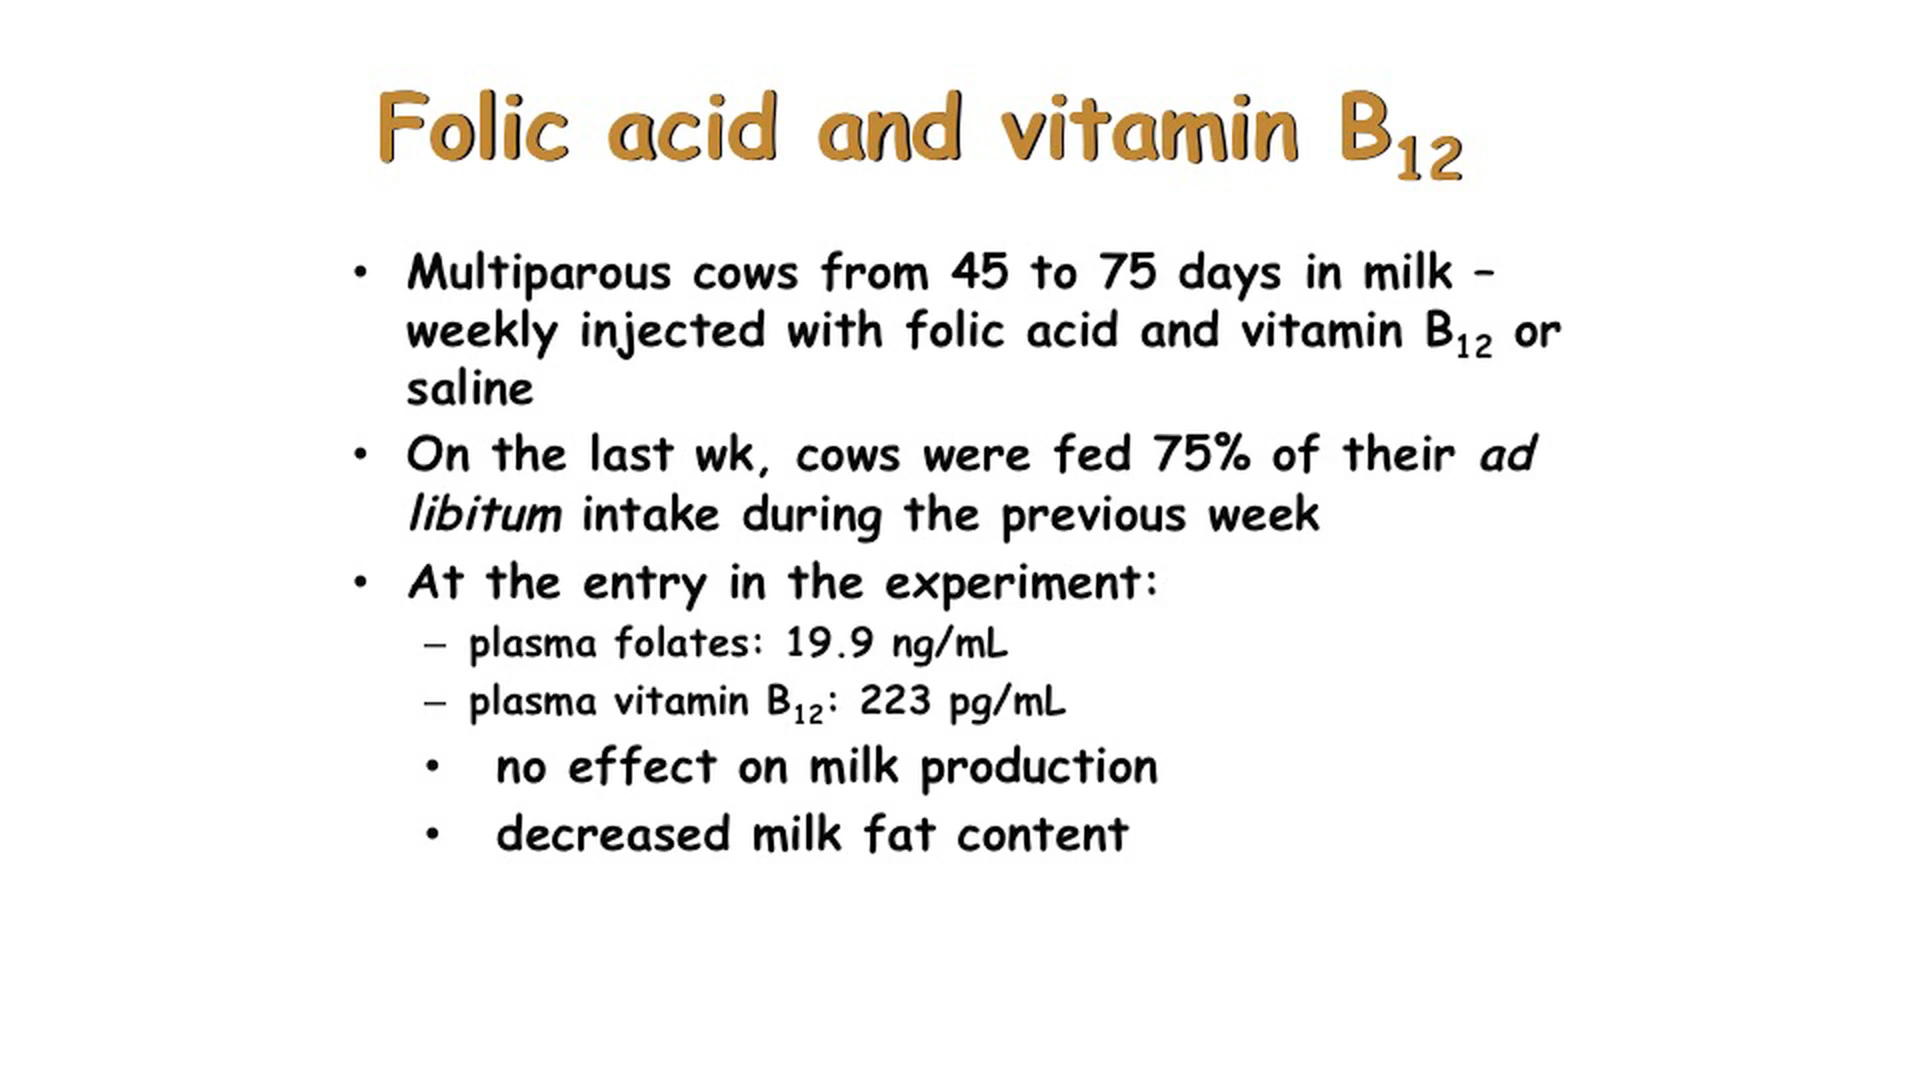 Folic acid and vitamin B12
• Multiparous cows from 45 to 75 days in milk –
weekly injected with folic acid and vitamin B12 or
saline
• On the last wk, cows were fed 75% of their ad
libitum intake during the previous week
• At the entry in the experiment:
– plasma folates: 19.9 ng/mL
– plasma vitamin B12: 223 pg/mL
• no effect on milk production
• decreased milk fat content